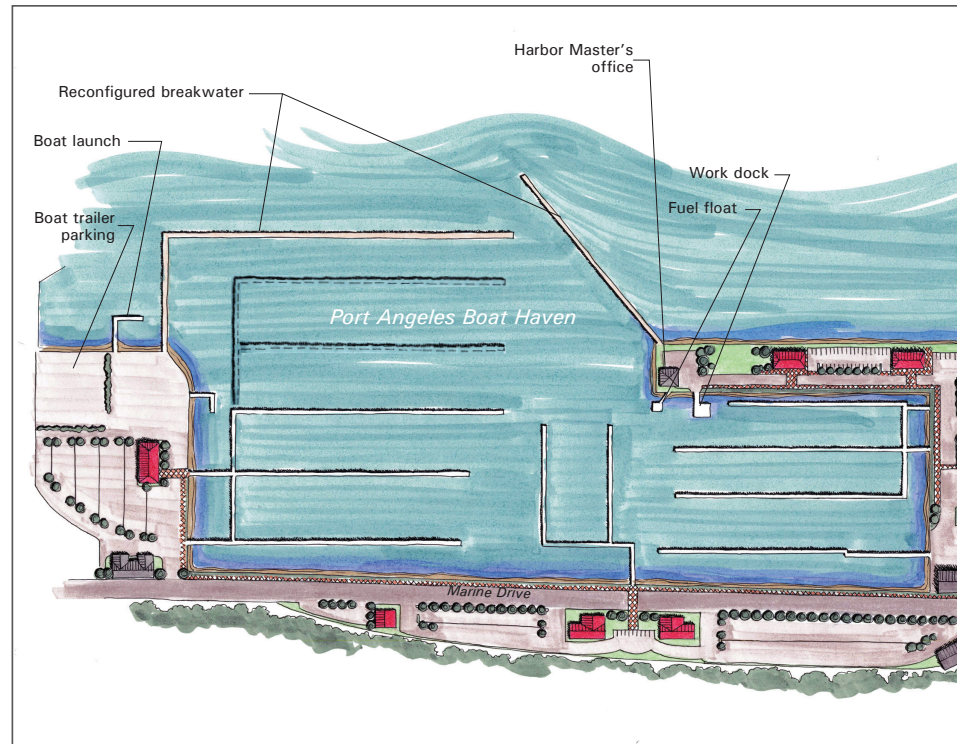 Harbor Master's
office
Reconfigured breakwater
Boat launch
Work dock
Fuel float
Boat trailer
parking
Port Angeles Boat Haven
Marine Drive